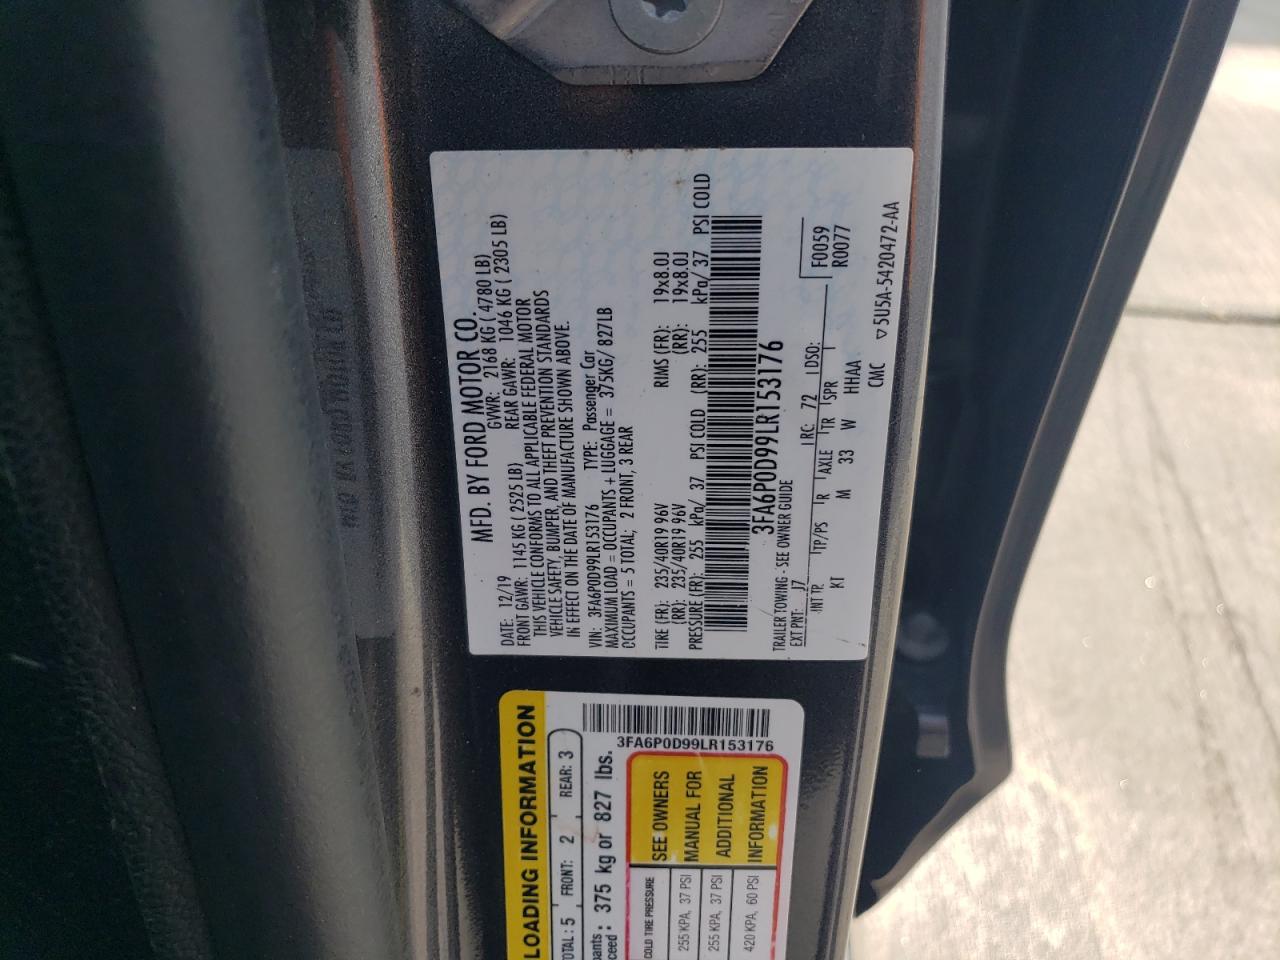 MFD. BY FORD MOTOR CO.
DATE: 12/19 GVWR: 2168 KG ( 4780 LB)
FRONT GAWR: 1145 KG ( 2525 LB) REAR GAWR: 1046 KG ( 2305 LB)
THIS VEHICLE CONFORMS TO ALL APPLICABLE FEDERAL MOTOR
VEHICLE SAFETY, BUMPER, AND THEFT PREVENTION STANDARDS
IN EFFECT ON THE DATE OF MANUFACTURE SHOWN ABOVE.
VIN: 3FA6P0D99LR153176 TYPE: Passenger Car
MAXIMUM LOAD = OCCUPANTS + LUGGAGE = 375KG/ 827LB
OCCUPANTS = 5 TOTAL; 2 FRONT, 3 REAR
TIRE (FR): 235/40R19 96V RIMS (FR): 19x8.0J
(RR): 235/40R19 96V (RR): 19x8.0J
PRESSURE (FR): 255 kPa/ 37 PSI COLD (RR): 255 kPa/ 37 PSI COLD
3FA6P0D99LR153176
TRAILER TOWING - SEE OWNER GUIDE
EXT PNT: J7 RC: 72 DSO: F0059
INT TR TP/PS R AXLE TR SPR R0077
KT M 33 W HHAA
CMC ▽5U5A-5420472-AA
LOADING INFORMATION
TOTAL: 5 FRONT: 2 REAR: 3
375 kg or 827 lbs.
3FA6P0D99LR153176
COLD TIRE PRESSURE SEE OWNERS
255 KPA, 37 PSI MANUAL FOR
255 KPA, 37 PSI ADDITIONAL
420 KPA, 60 PSI INFORMATION